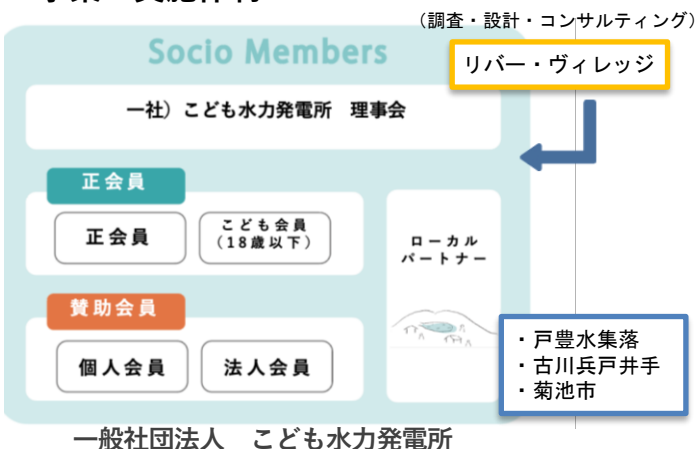 （調査・設計・コンサルティング）
Socio Members
リバー・ヴィレッジ
一社）こども水力発電所　理事会
正会員
正会員
こども会員
（18歳以下）
ローカル
パートナー
賛助会員
個人会員
法人会員
・戸豊水集落
・古川兵戸井手
・菊池市
一般社団法人　こども水力発電所